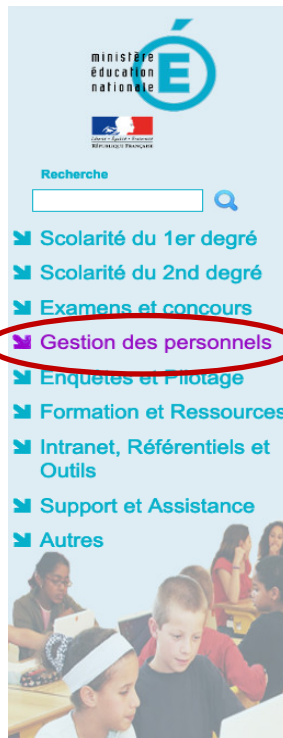 ministère
éducation
nationale
É
Liberté • Égalité • Fraternité
RÉPUBLIQUE FRANÇAISE
Recherche
Scolarité du 1er degré
Scolarité du 2nd degré
Examens et concours
Gestion des personnels
Enquêtes et Pilotage
Formation et Ressources
Intranet, Référentiels et
Outils
Support et Assistance
Autres